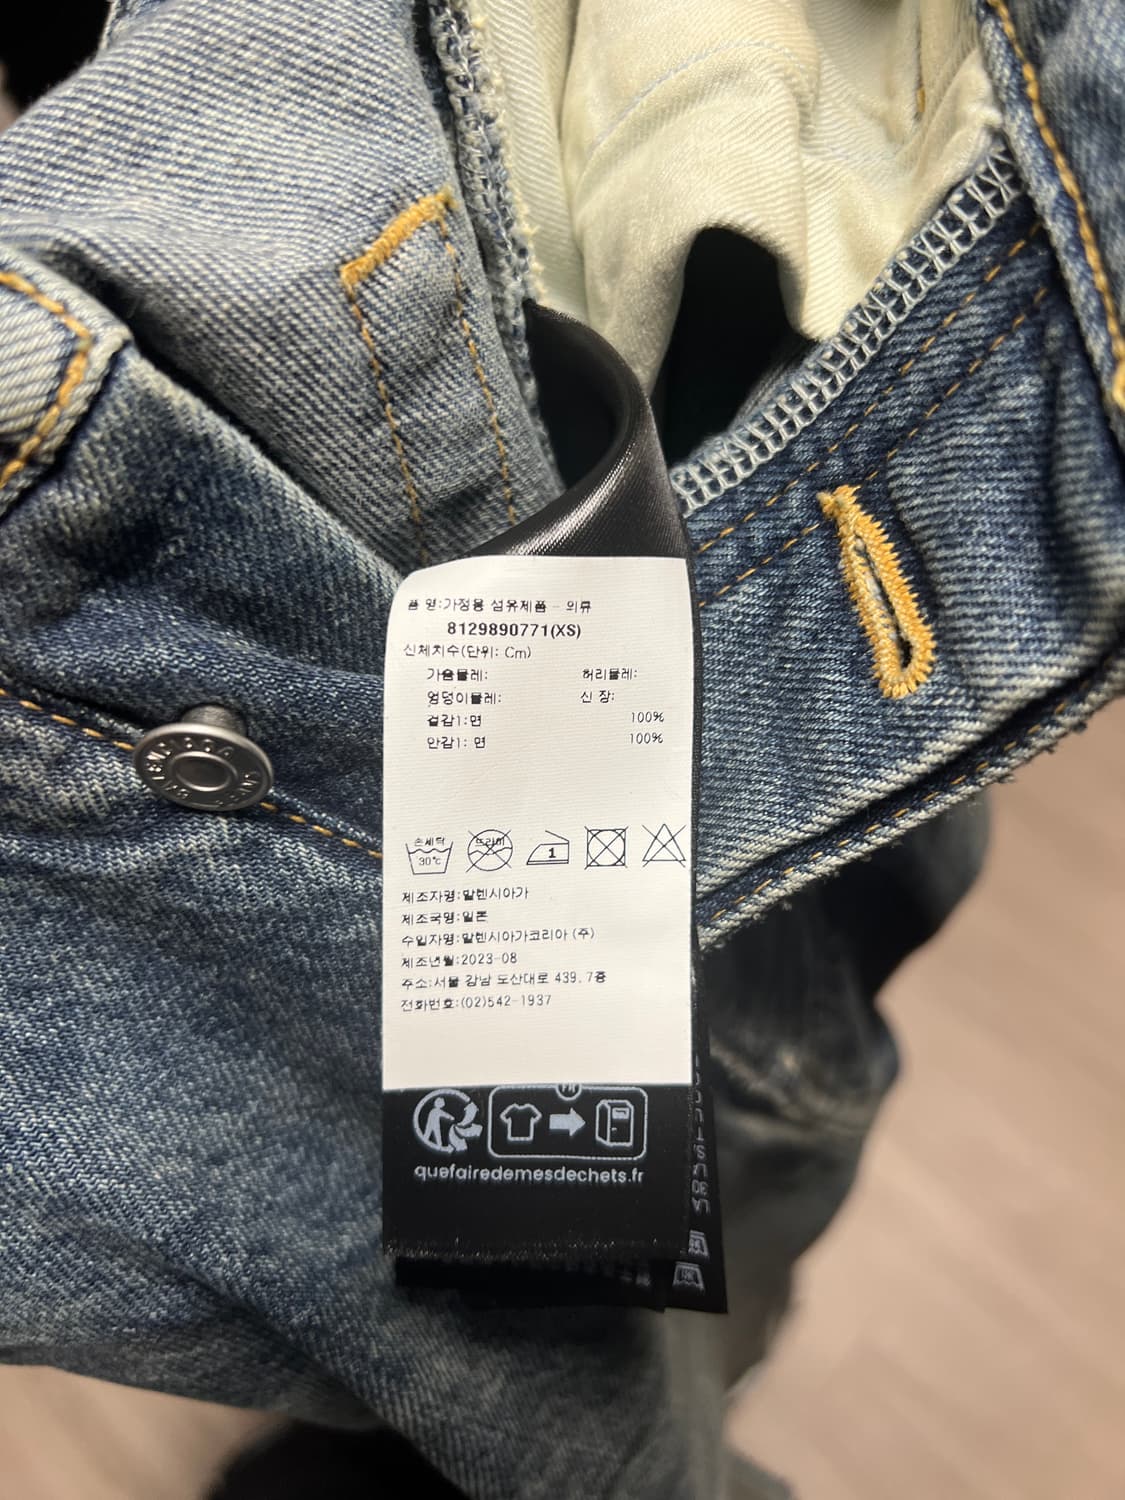 품 명:가정용 섬유제품 - 의류
8129890771(XS)
신체치수(단위: Cm)
가슴둘레: 허리둘레:
엉덩이둘레: 신 장:
겉감1:면 100%
안감1: 면 100%
손세탁 드라이
30℃ 1
제조자명:발렌시아가
제조국명:일본
수입자명:발렌시아가코리아 (주)
제조년월:2023-08
주소:서울 강남 도산대로 439, 7층
전화번호:(02)542-1937
FR
quefairedemesdechets.fr